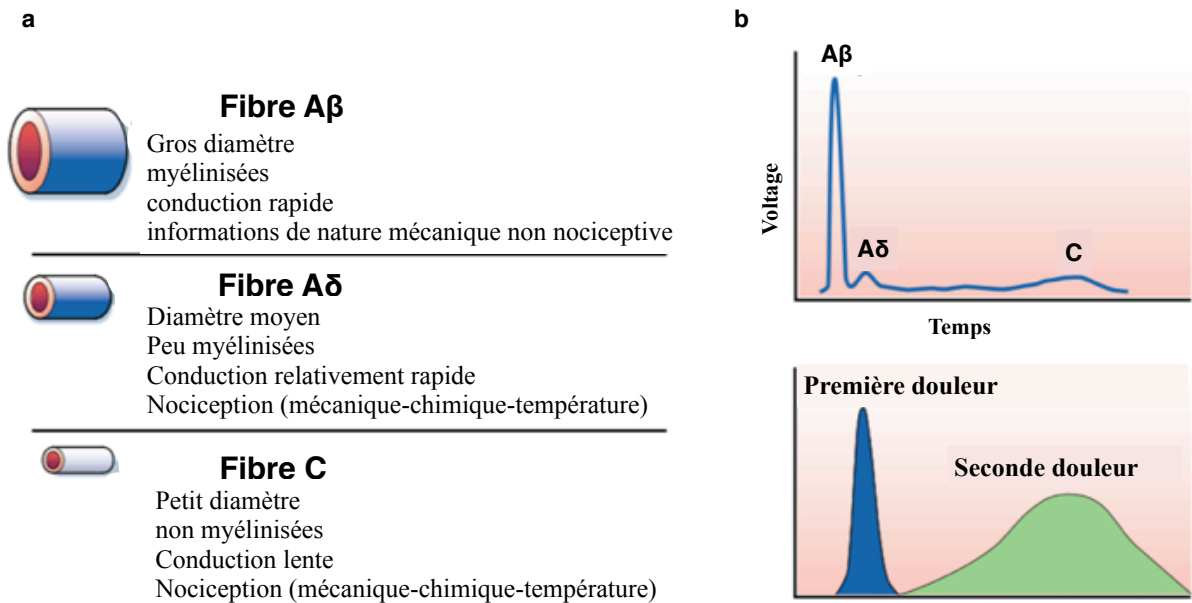 a
Fibre Aβ
Gros diamètre
myélinisées
conduction rapide
informations de nature mécanique non nociceptive
Fibre Aδ
Diamètre moyen
Peu myélinisées
Conduction relativement rapide
Nociception (mécanique-chimique-température)
Fibre C
Petit diamètre
non myélinisées
Conduction lente
Nociception (mécanique-chimique-température)
b
Aβ
Voltage
Aδ
C
Temps
Première douleur
Seconde douleur